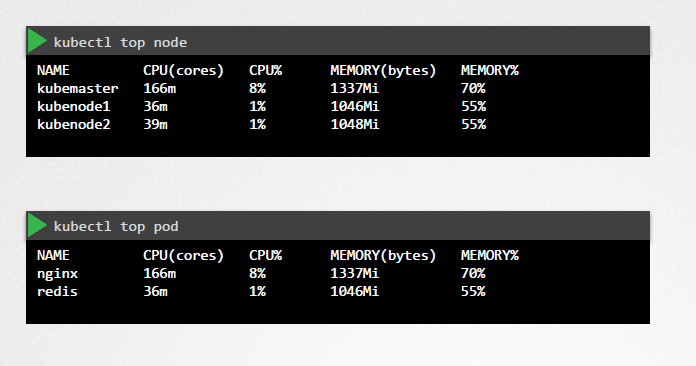 kubectl top node
NAME CPU(cores) CPU% MEMORY(bytes) MEMORY%
kubemaster 166m 8% 1337Mi 70%
kubenode1 36m 1% 1046Mi 55%
kubenode2 39m 1% 1048Mi 55%
kubectl top pod
NAME CPU(cores) CPU% MEMORY(bytes) MEMORY%
nginx 166m 8% 1337Mi 70%
redis 36m 1% 1046Mi 55%